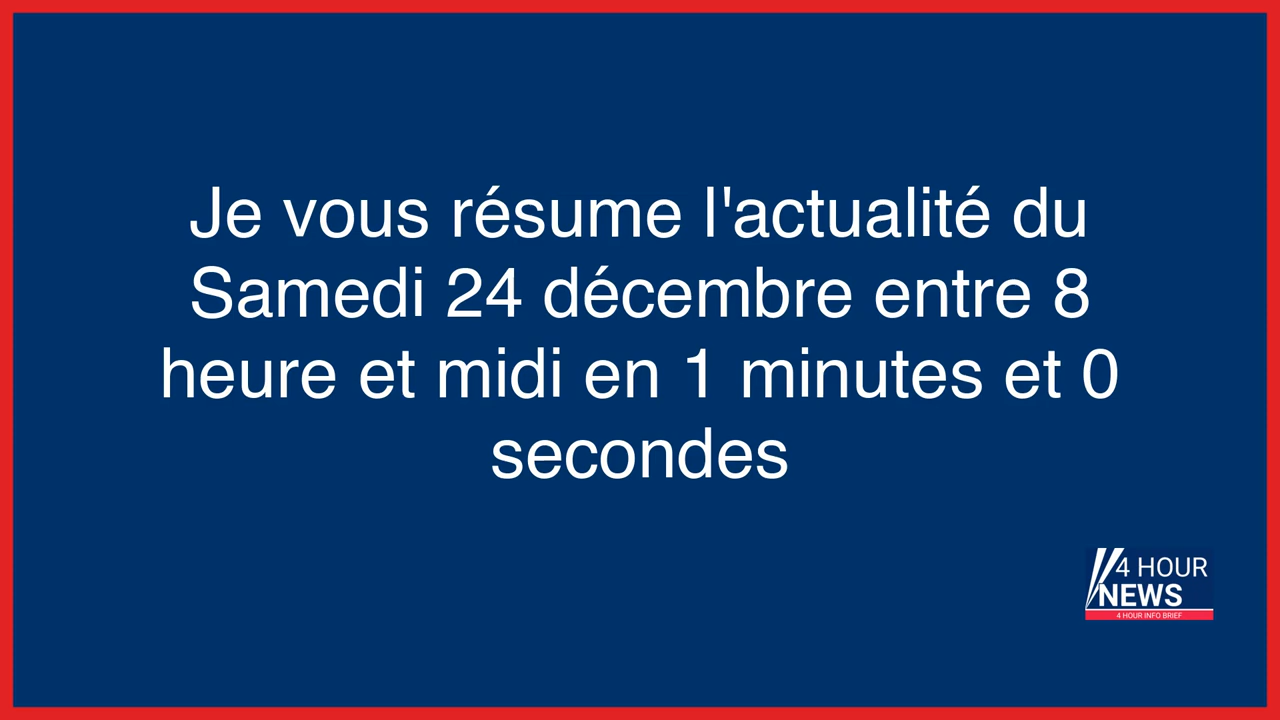 Je vous résume l'actualité du
Samedi 24 décembre entre 8
heure et midi en 1 minutes et 0
secondes
4 HOUR
NEWS
4 HOUR INFO BRIEF